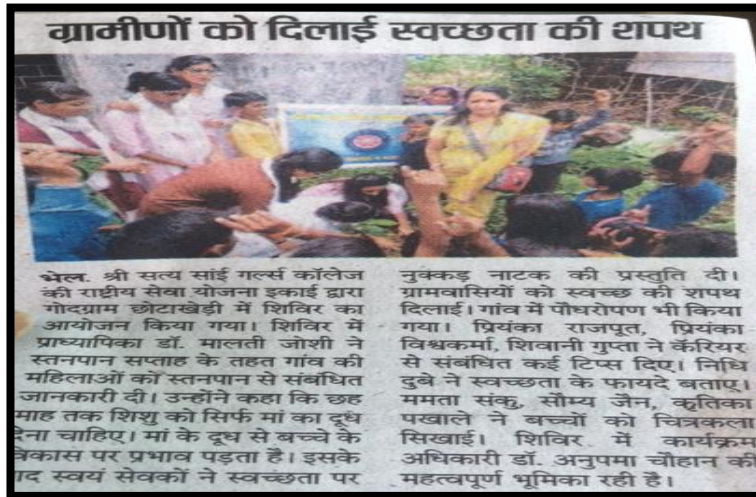 ग्रामीणों को दिलाई स्वच्छता की शपथ
भेल. श्री सत्य सांई गर्ल्स कॉलेज
की राष्ट्रीय सेवा योजना इकाई द्वारा
गोदग्राम छोटाखेड़ी में शिविर का
आयोजन किया गया। शिविर में
प्राध्यापिका डॉ. मालती जोशी ने
स्तनपान सप्ताह के तहत गांव की
महिलाओं को स्तनपान से संबंधित
जानकारी दी। उन्होंने कहा कि छह
माह तक शिशु को सिर्फ मां का दूध
देना चाहिए। मां के दूध से बच्चे के
विकास पर प्रभाव पड़ता है। इसके
ाद स्वयं सेवकों ने स्वच्छता पर
नुक्कड़ नाटक की प्रस्तुति दी।
ग्रामवासियों को स्वच्छ की शपथ
दिलाई। गांव में पौधरोपण भी किया
गया। प्रियंका राजपूत, प्रियंका
विश्वकर्मा, शिवानी गुप्ता ने कॅरियर
से संबंधित कई टिप्स दिए। निधि
दुबे ने स्वच्छता के फायदे बताए।
ममता संकु, सौम्य जैन, कृतिका
पखाले ने बच्चों को चित्रकला
सिखाई। शिविर में कार्यक्रम
अधिकारी डॉ. अनुपमा चौहान की
महत्वपूर्ण भूमिका रही है।